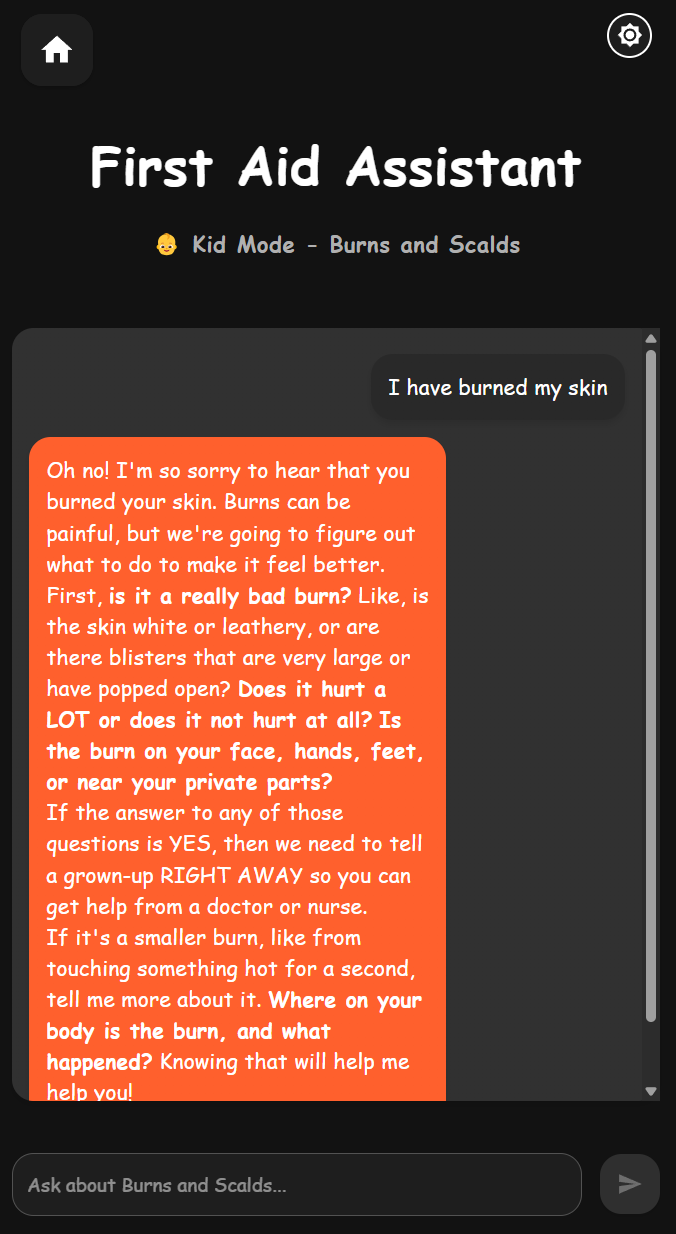 First Aid Assistant
Kid Mode - Burns and Scalds
I have burned my skin
Oh no! I'm so sorry to hear that you
burned your skin. Burns can be
painful, but we're going to figure out
what to do to make it feel better.
First, is it a really bad burn? Like, is
the skin white or leathery, or are
there blisters that are very large or
have popped open? Does it hurt a
LOT or does it not hurt at all? Is
the burn on your face, hands, feet,
or near your private parts?
If the answer to any of those
questions is YES, then we need to tell
a grown-up RIGHT AWAY so you can
get help from a doctor or nurse.
If it's a smaller burn, like from
touching something hot for a second,
tell me more about it. Where on your
body is the burn, and what
happened? Knowing that will help me
help you!
Ask about Burns and Scalds...